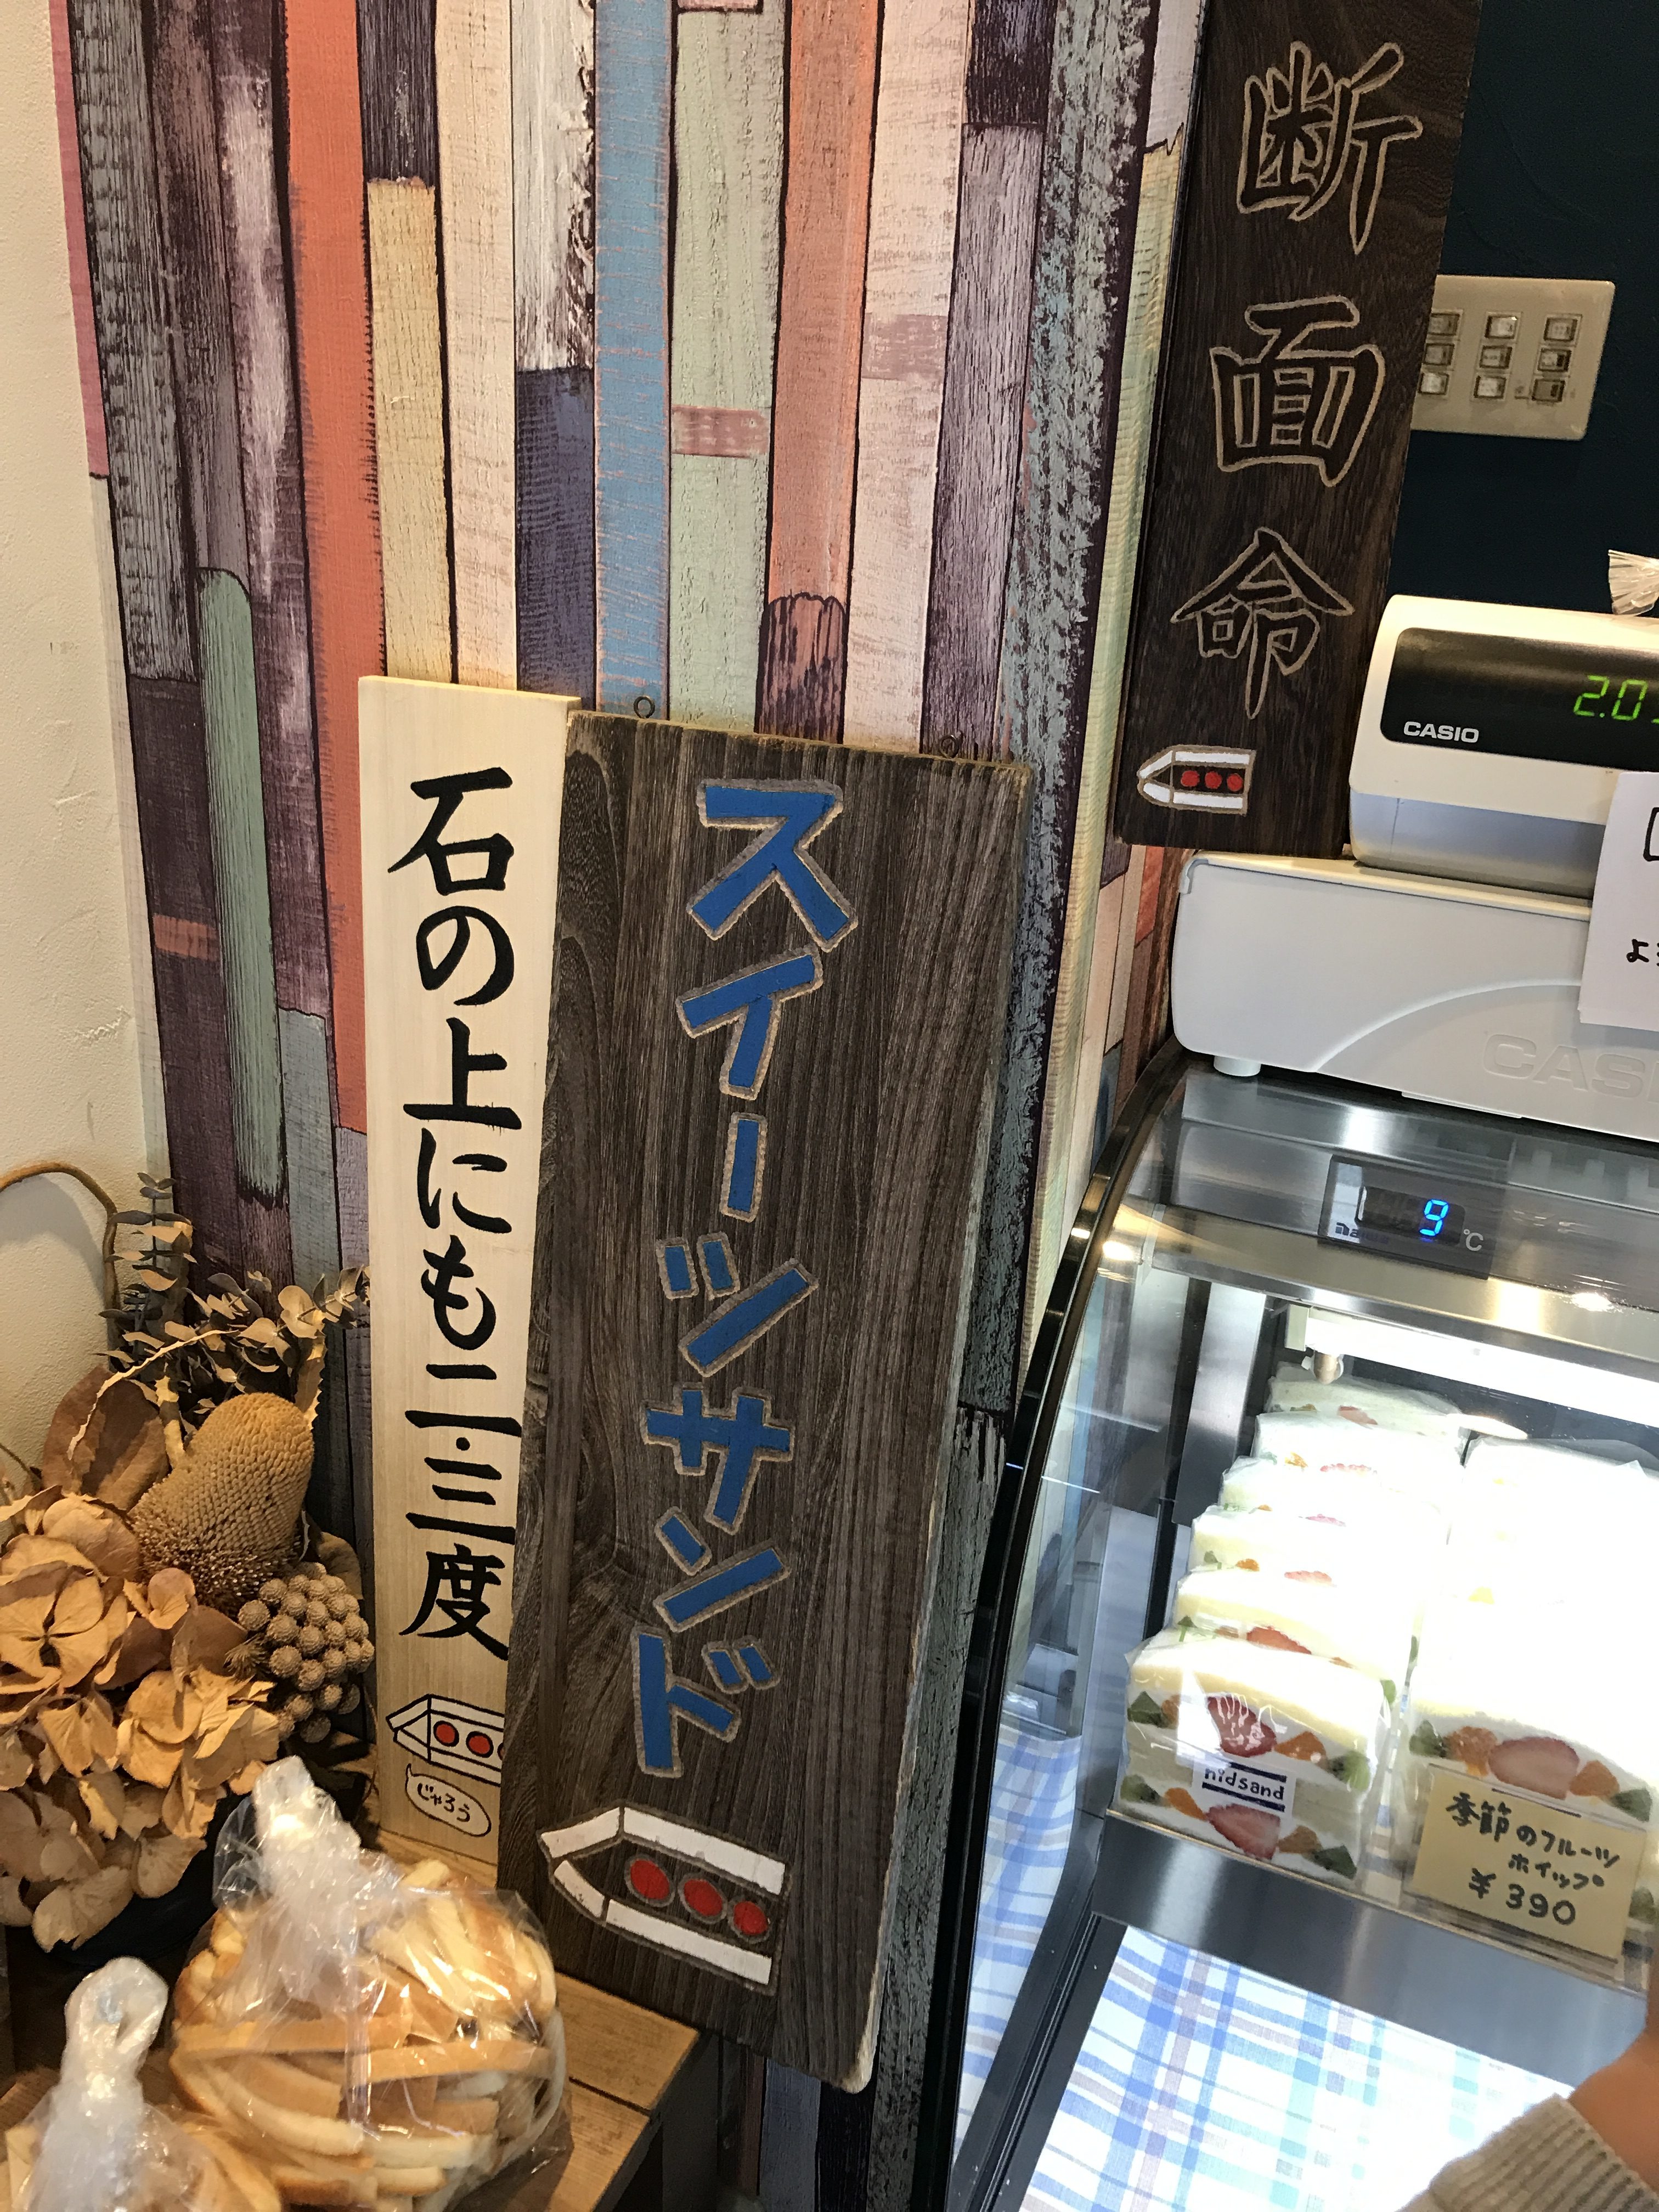 断面命
石の上にも一二・三度
じゃろう
スイーツサンド
CASIO
2.0
CAS
9
℃
nidsand
季節のフルーツ
ホイップ
¥390